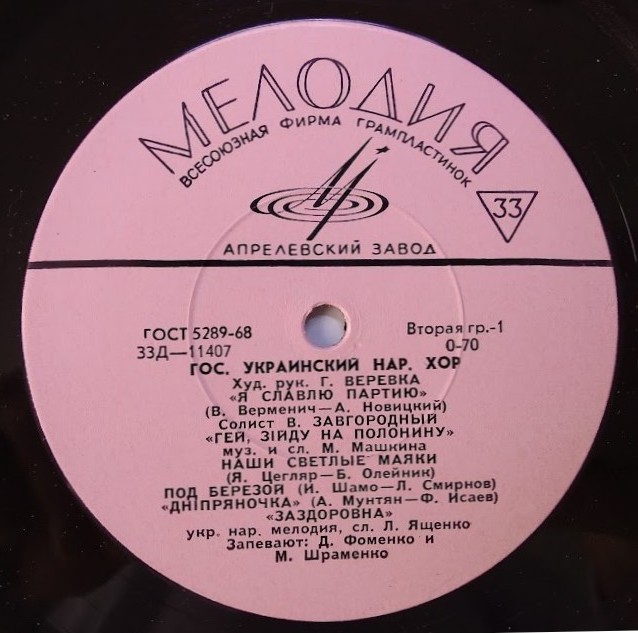 МЕЛОДИЯ
ВСЕСОЮЗНАЯ ФИРМА ГРАМПЛАСТИНОК
33
АПРЕЛЕВСКИЙ ЗАВОД
ГОСТ 5289-68
Вторая гр.-1
33Д—11407
0-70
ГОС. УКРАИНСКИЙ НАР. ХОР
Худ. рук. Г. ВЕРЕВКА
«Я СЛАВЛЮ ПАРТИЮ»
(В. Верменич—А. Новицкий)
Солист В. ЗАВГОРОДНЫЙ
«ГЕЙ, ЗІЙДУ НА ПОЛОНИНУ»
муз. и сл. М. Машкина
НАШИ СВЕТЛЫЕ МАЯКИ
(Я. Цегляр—Б. Олейник)
ПОД БЕРЕЗОЙ (И. Шамо—Л. Смирнов)
«ДНІПРЯНОЧКА» (А. Мунтян—Ф. Исаев)
«ЗАЗДОРОВНА»
укр. нар. мелодия, сл. Л. Ященко
Запевают: Д. Фоменко и
М. Шраменко